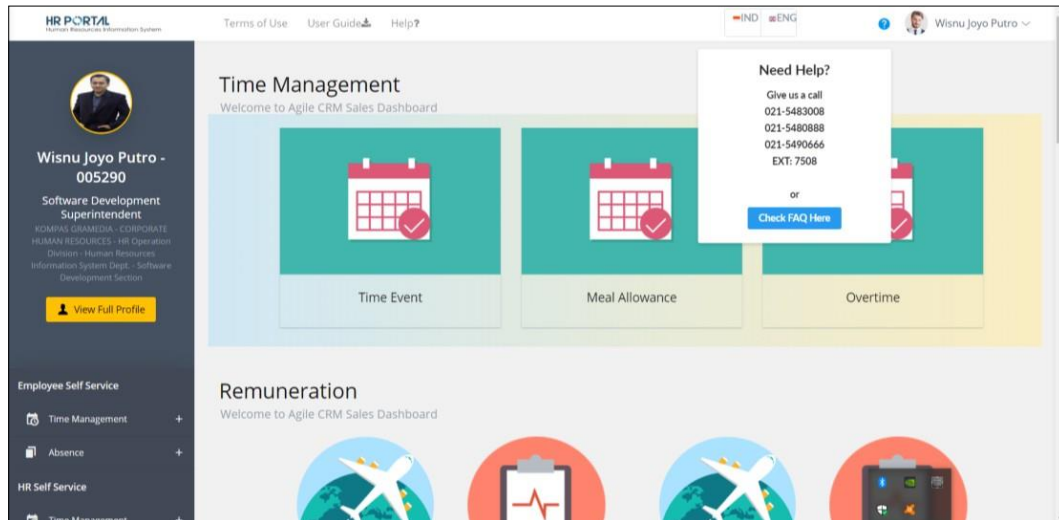 HR PORTAL
Human Resources Information System
Terms of Use
User Guide
Help?
IND
ENG
?
Wisnu Joyo Putro
Wisnu Joyo Putro -
005290
Software Development
Superintendent
KOMPAS GRAMEDIA - CORPORATE
HUMAN RESOURCES - HR Operation
Division - Human Resources
Information System Dept. - Software
Development Section
View Full Profile
Employee Self Service
Time Management +
Absence +
HR Self Service
Time Management +
Time Management
Welcome to Agile CRM Sales Dashboard
Time Event
Meal Allowance
Overtime
Need Help?
Give us a call
021-5483008
021-5480888
021-5490666
EXT: 7508
or
Check FAQ Here
Remuneration
Welcome to Agile CRM Sales Dashboard